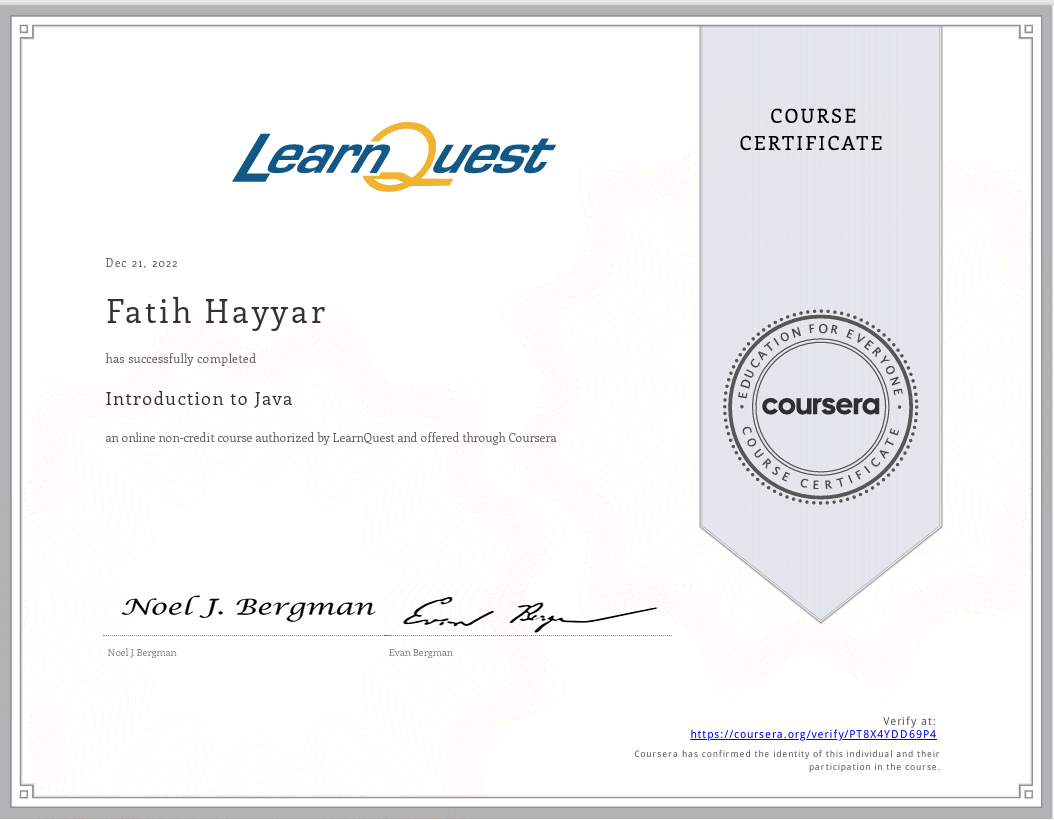 LearnQuest
COURSE
CERTIFICATE
Dec 21, 2022
Fatih Hayyar
has successfully completed
Introduction to Java
an online non-credit course authorized by LearnQuest and offered through Coursera
EDUCATION FOR EVERYONE
coursera
COURSE CERTIFICATE
Noel J. Bergman
Evan Bergman
Noel J. Bergman
Evan Bergman
Verify at:
https://coursera.org/verify/PT8X4YDD69P4
Coursera has confirmed the identity of this individual and their
participation in the course.